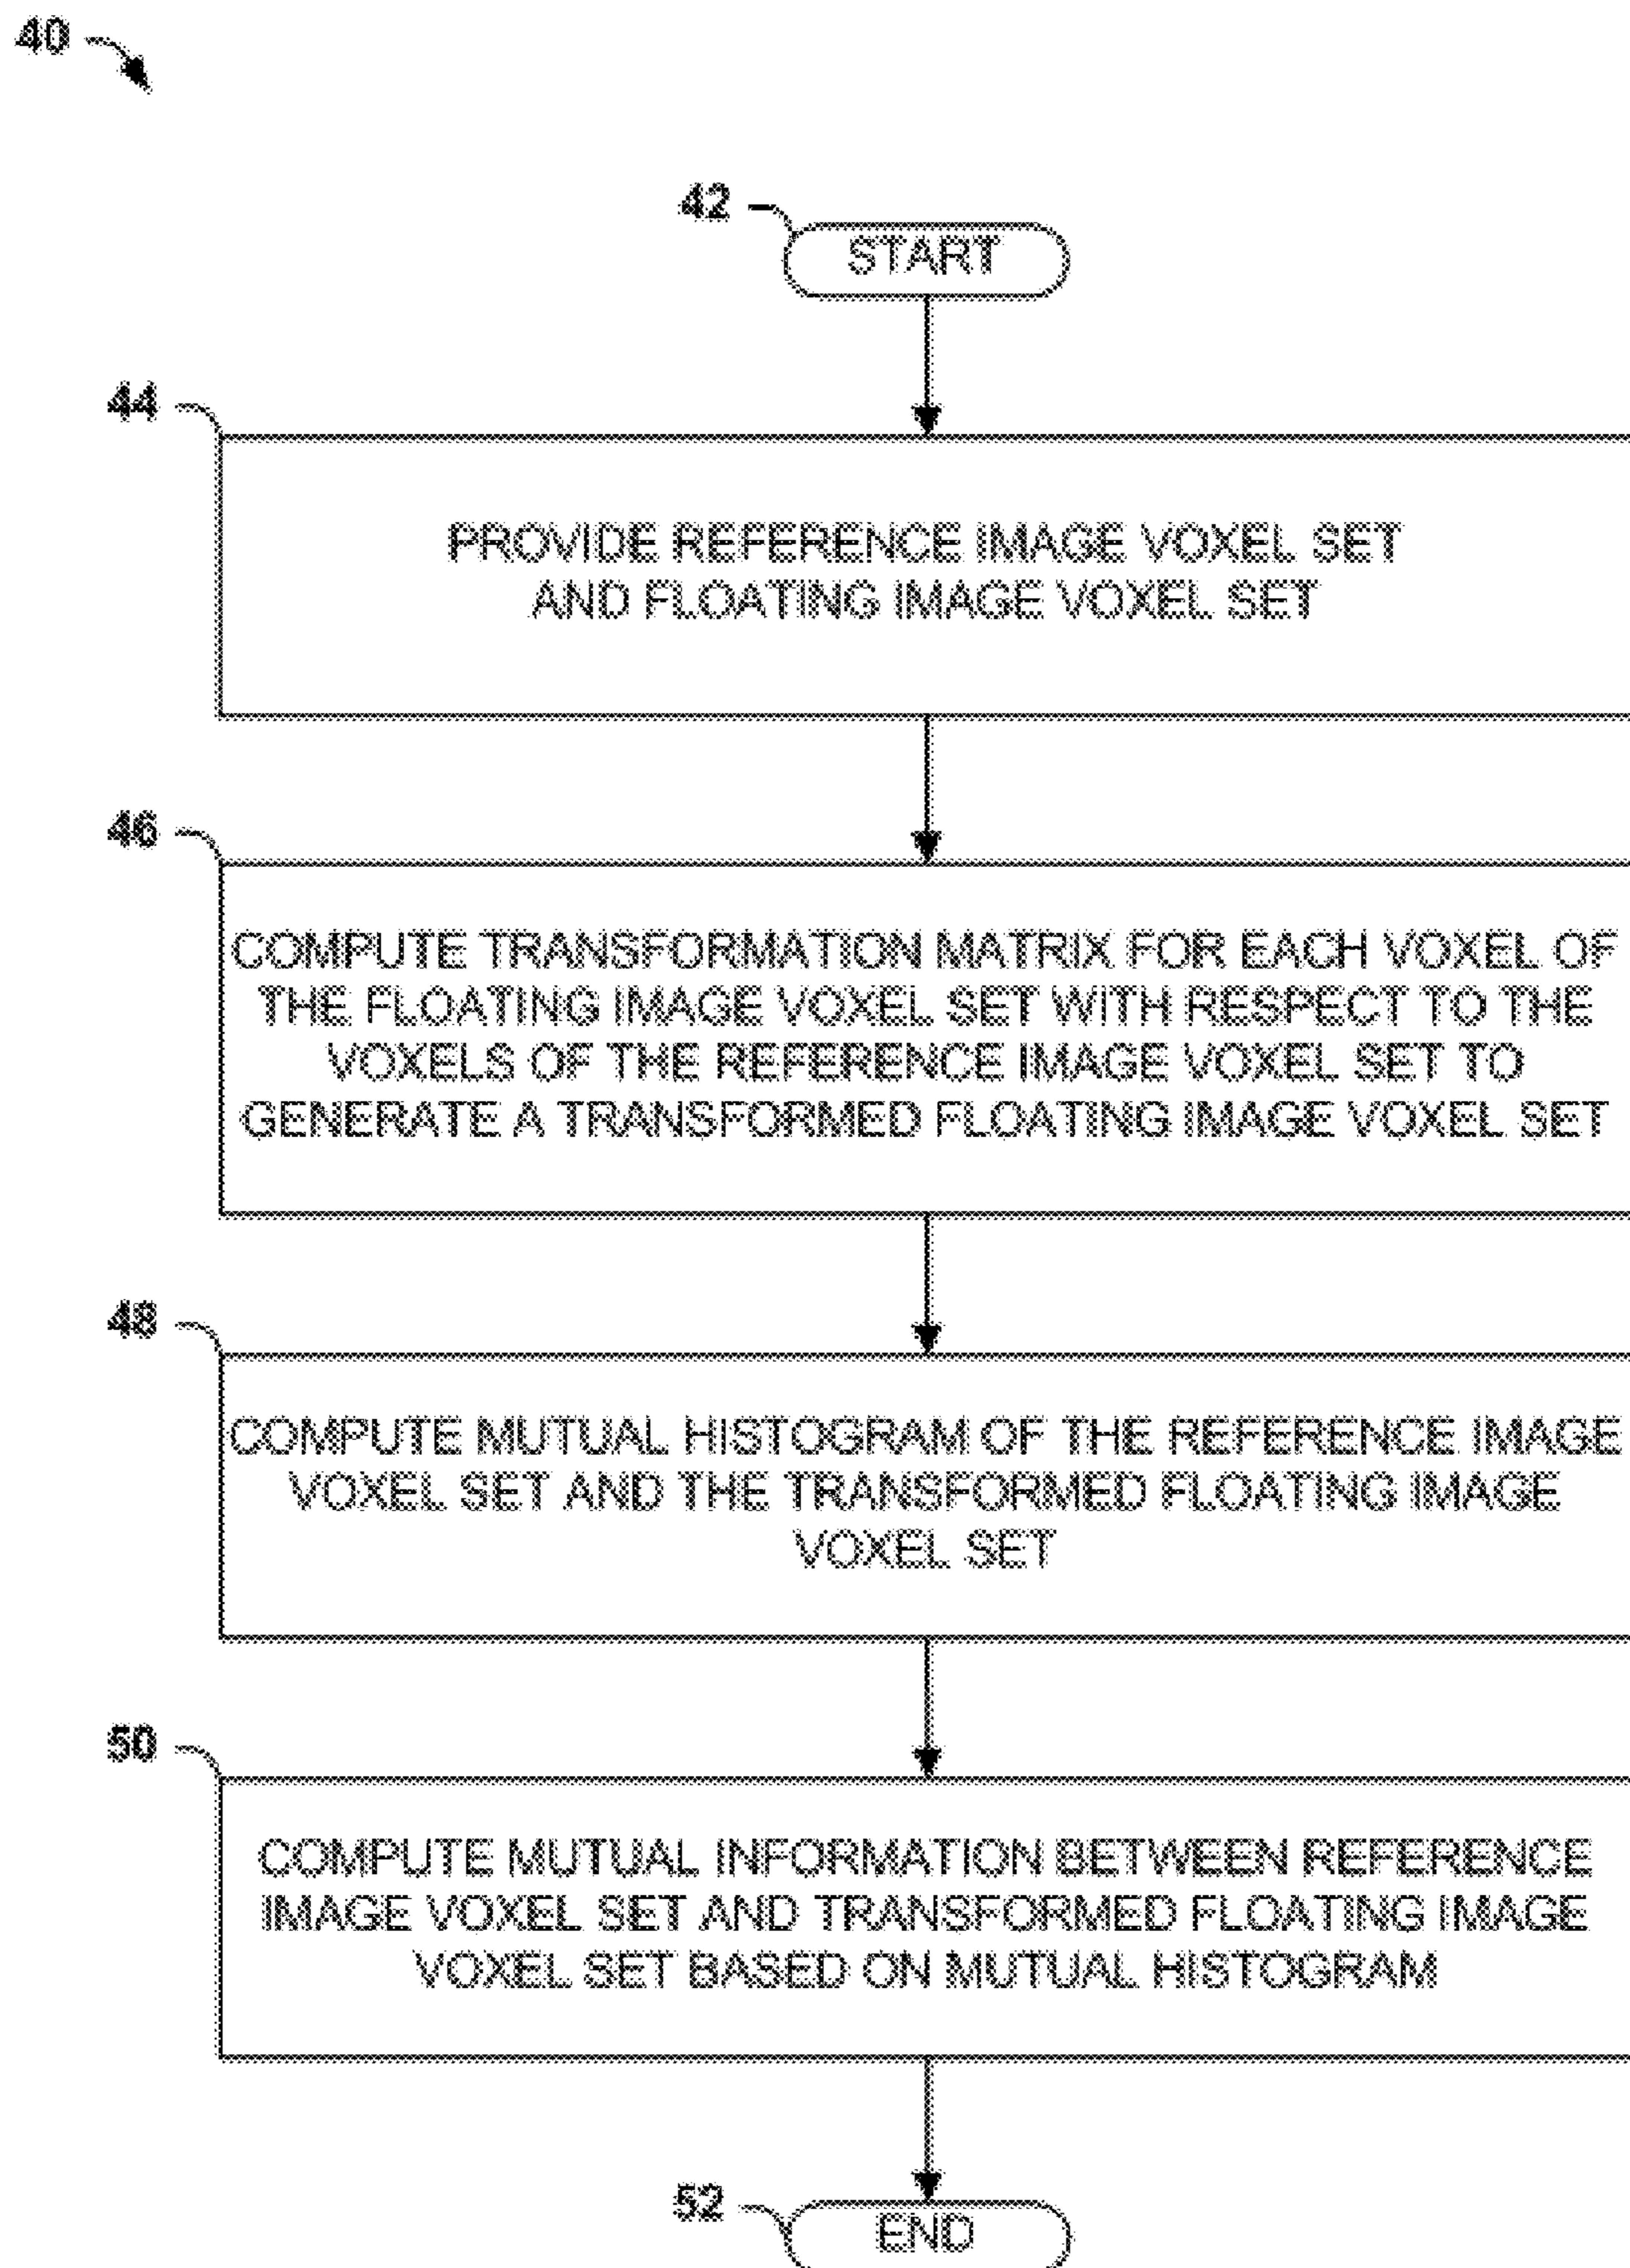 40
42
START
44
PROVIDE REFERENCE IMAGE VOXEL SET
AND FLOATING IMAGE VOXEL SET
46
COMPUTE TRANSFORMATION MATRIX FOR EACH VOXEL OF
THE FLOATING IMAGE VOXEL SET WITH RESPECT TO THE
VOXELS OF THE REFERENCE IMAGE VOXEL SET TO
GENERATE A TRANSFORMED FLOATING IMAGE VOXEL SET
48
COMPUTE MUTUAL HISTOGRAM OF THE REFERENCE IMAGE
VOXEL SET AND THE TRANSFORMED FLOATING IMAGE
VOXEL SET
50
COMPUTE MUTUAL INFORMATION BETWEEN REFERENCE
IMAGE VOXEL SET AND TRANSFORMED FLOATING IMAGE
VOXEL SET BASED ON MUTUAL HISTOGRAM
52
END